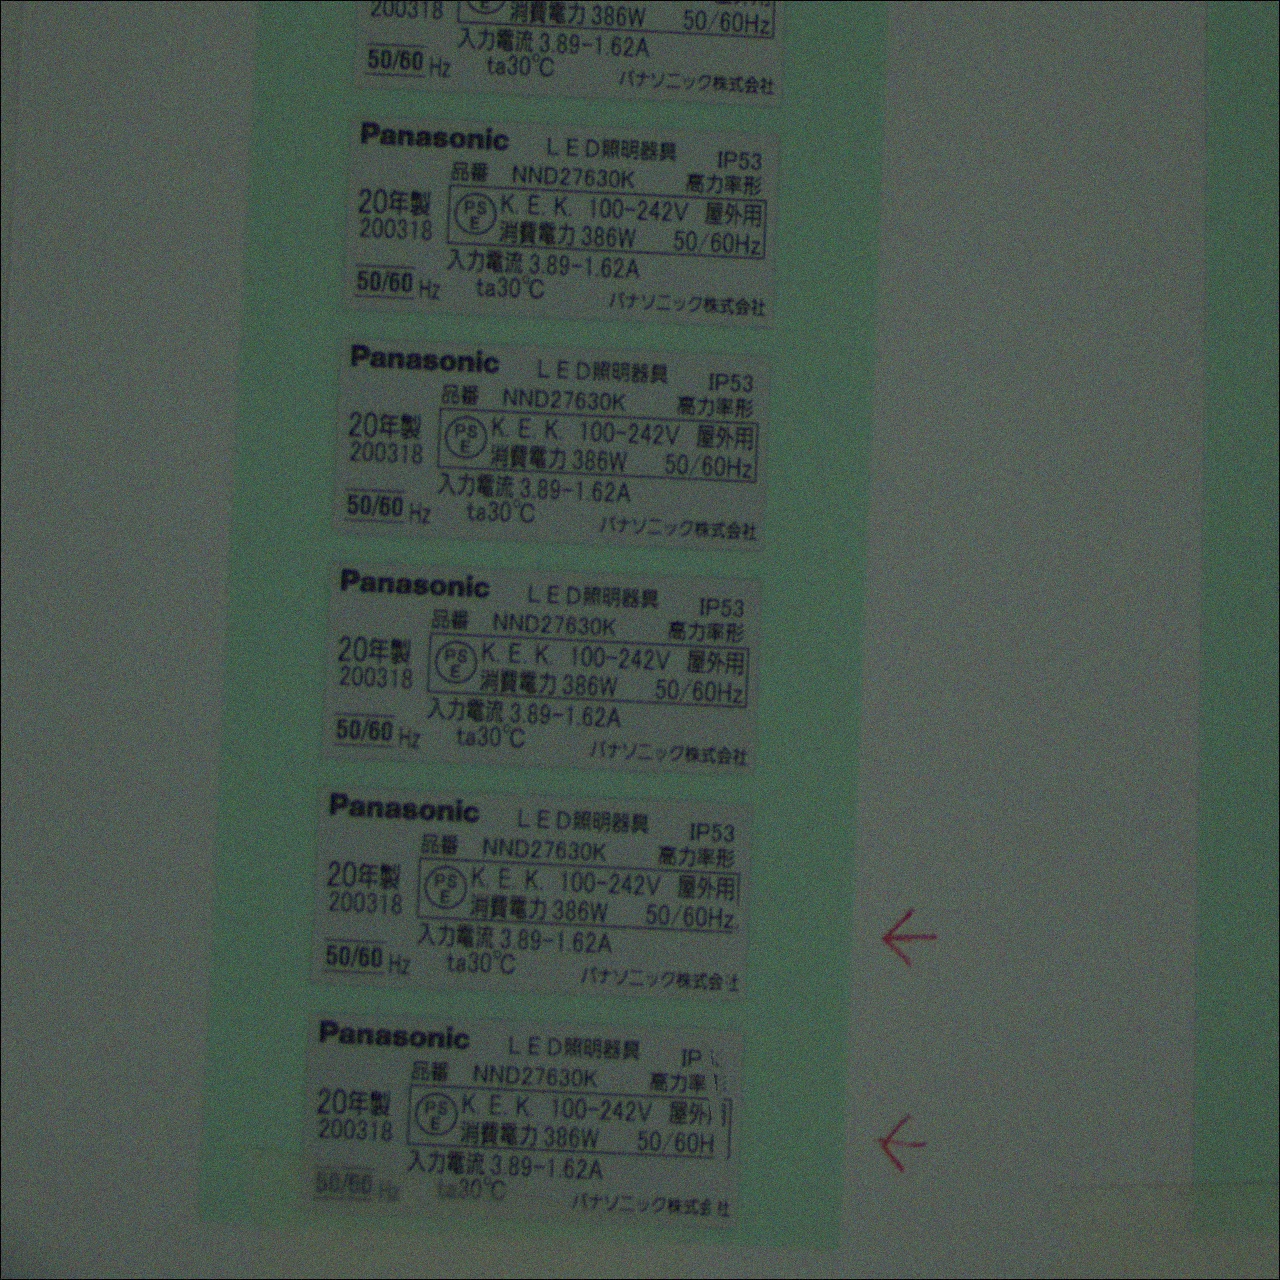 200318 消費電力 386W 50/60Hz
入力電流 3.89-1.62A
50/60 Hz ta30℃ パナソニック株式会社
Panasonic LED照明器具 IP53
品番 NND27630K 高力率形
20年製 PSE K.E.K. 100-242V 屋外用
200318 消費電力 386W 50/60Hz
入力電流 3.89-1.62A
50/60 Hz ta30℃ パナソニック株式会社
Panasonic LED照明器具 IP53
品番 NND27630K 高力率形
20年製 PSE K.E.K. 100-242V 屋外用
200318 消費電力 386W 50/60Hz
入力電流 3.89-1.62A
50/60 Hz ta30℃ パナソニック株式会社
Panasonic LED照明器具 IP53
品番 NND27630K 高力率形
20年製 PSE K.E.K. 100-242V 屋外用
200318 消費電力 386W 50/60Hz
入力電流 3.89-1.62A
50/60 Hz ta30℃ パナソニック株式会社
Panasonic LED照明器具 IP53
品番 NND27630K 高力率形
20年製 PSE K.E.K. 100-242V 屋外用
200318 消費電力 386W 50/60Hz
入力電流 3.89-1.62A
50/60 Hz ta30℃ パナソニック株式会
Panasonic LED照明器具 IP
品番 NND27630K 高力率
20年製 PSE K.E.K. 100-242V 屋外
200318 消費電力 386W 50/60H
入力電流 3.89-1.62A
50/60 Hz ta30℃ パナソニック株式会社